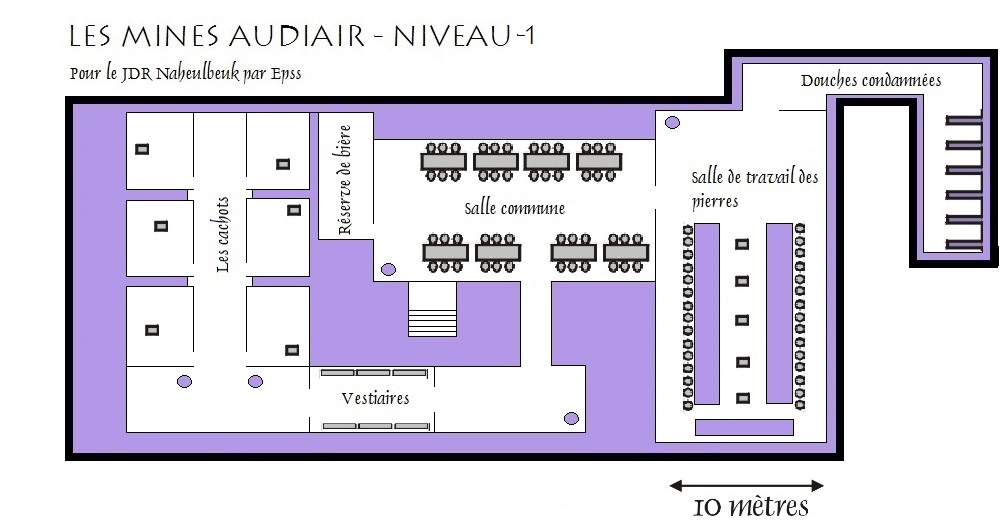 LES MINES AUDIAIR - NIVEAU-1
Pour le JDR Naheulbeuk par Epss
Douches condamnées
Réserve de bière
Salle de travail des
pierres
Salle commune
Les cachots
Vestiaires
10 mètres